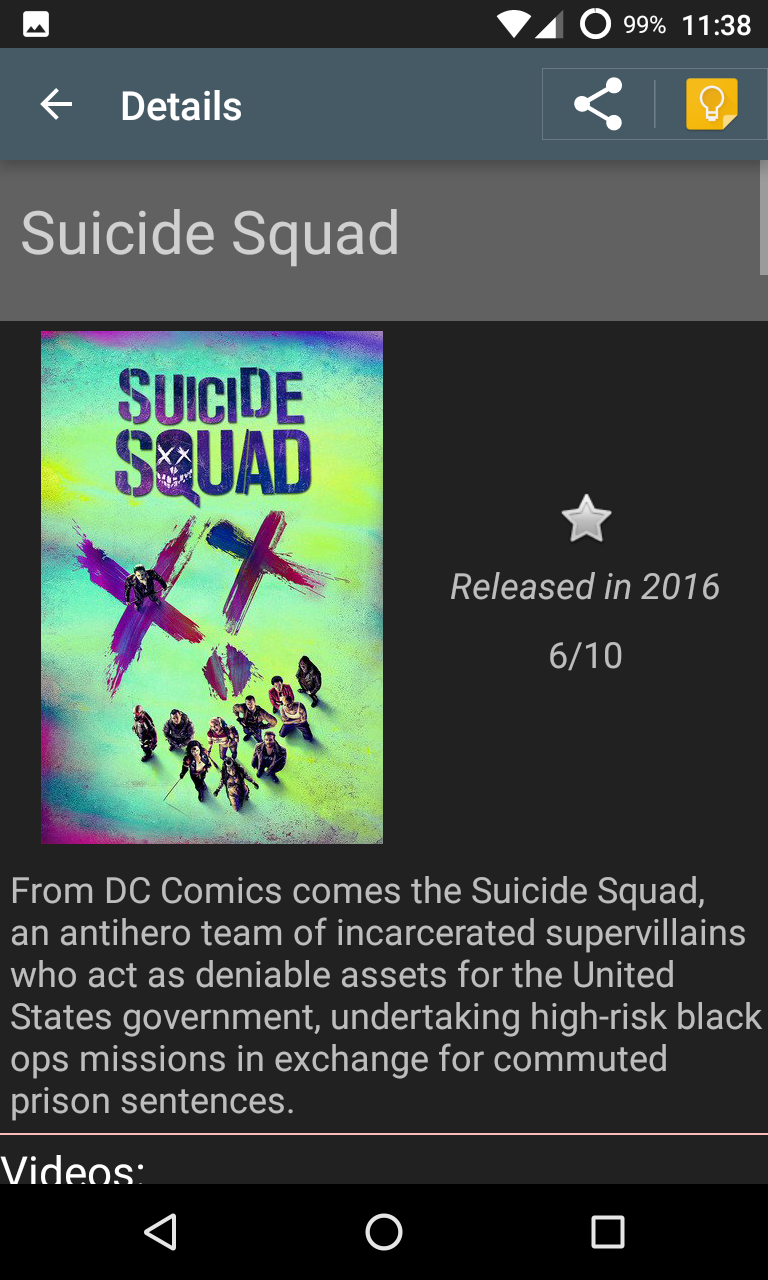 99% 11:38
Details
Suicide Squad
SUICIDE
SQUAD
Released in 2016
6/10
From DC Comics comes the Suicide Squad,
an antihero team of incarcerated supervillains
who act as deniable assets for the United
States government, undertaking high-risk black
ops missions in exchange for commuted
prison sentences.
Videos: